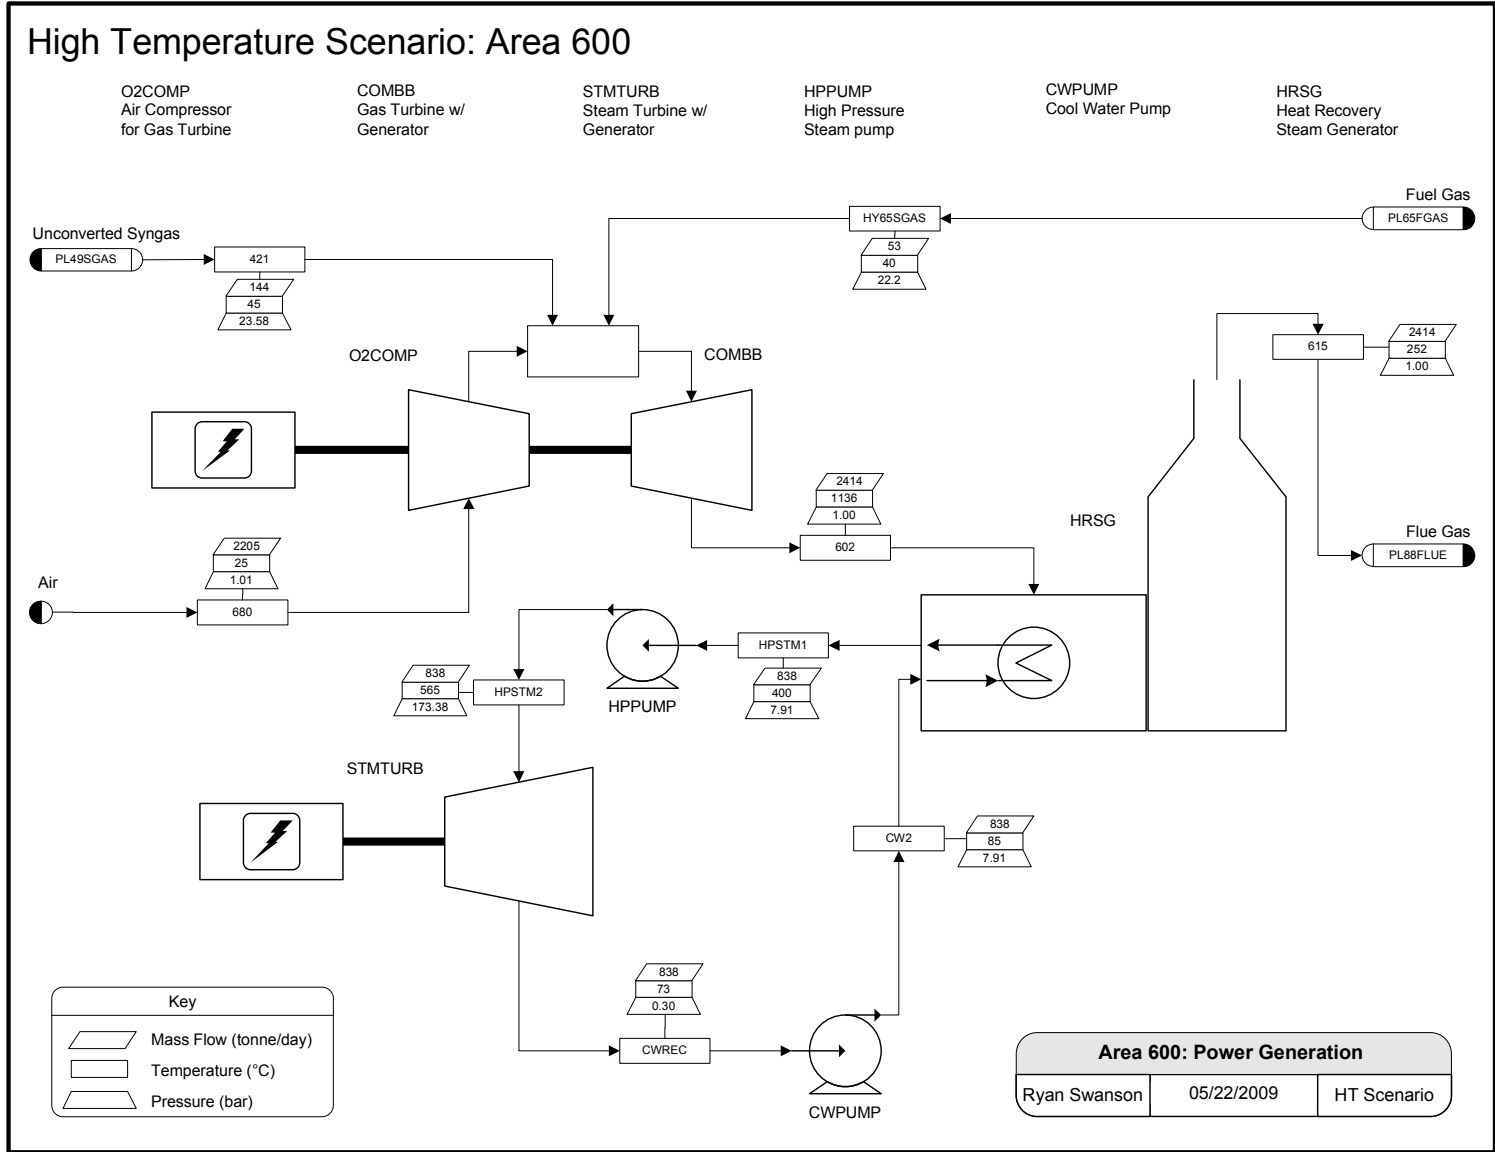 High Temperature Scenario: Area 600
O2COMP
Air Compressor
for Gas Turbine
COMBB
Gas Turbine w/
Generator
STMTURB
Steam Turbine w/
Generator
HPPUMP
High Pressure
Steam pump
CWPUMP
Cool Water Pump
HRSG
Heat Recovery
Steam Generator
Fuel Gas
PL65FGAS
HY65SGAS
53
40
22.2
Unconverted Syngas
PL49SGAS
421
144
45
23.58
O2COMP
COMBB
615
2414
252
1.00
2414
1136
1.00
602
HRSG
Flue Gas
PL88FLUE
Air
2205
25
1.01
680
HPSTM1
838
400
7.91
HPPUMP
838
565
173.38
HPSTM2
STMTURB
CW2
838
85
7.91
838
73
0.30
CWREC
CWPUMP
Key
Mass Flow (tonne/day)
Temperature (°C)
Pressure (bar)
Area 600: Power Generation
Ryan Swanson
05/22/2009
HT Scenario